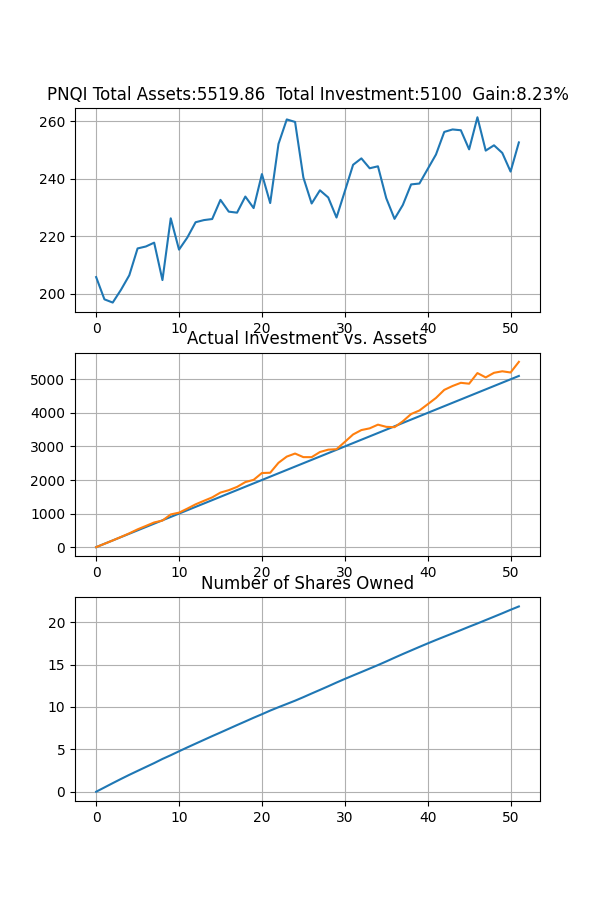 PNQI Total Assets:5519.86  Total Investment:5100  Gain:8.23%
260
240
220
200
0 10 20 30 40 50
Actual Investment vs. Assets
5000
4000
3000
2000
1000
0
0 10 20 30 40 50
Number of Shares Owned
20
15
10
5
0
0 10 20 30 40 50